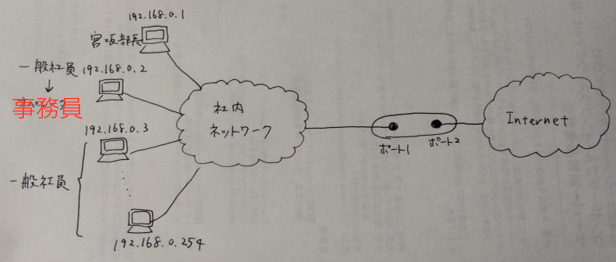 192.168.0.1
宮坂部長
一般社員 192.168.0.2
↓
事務員
192.168.0.3
一般社員
192.168.0.254
社内
ネットワーク
ポート1
ポート2
Internet